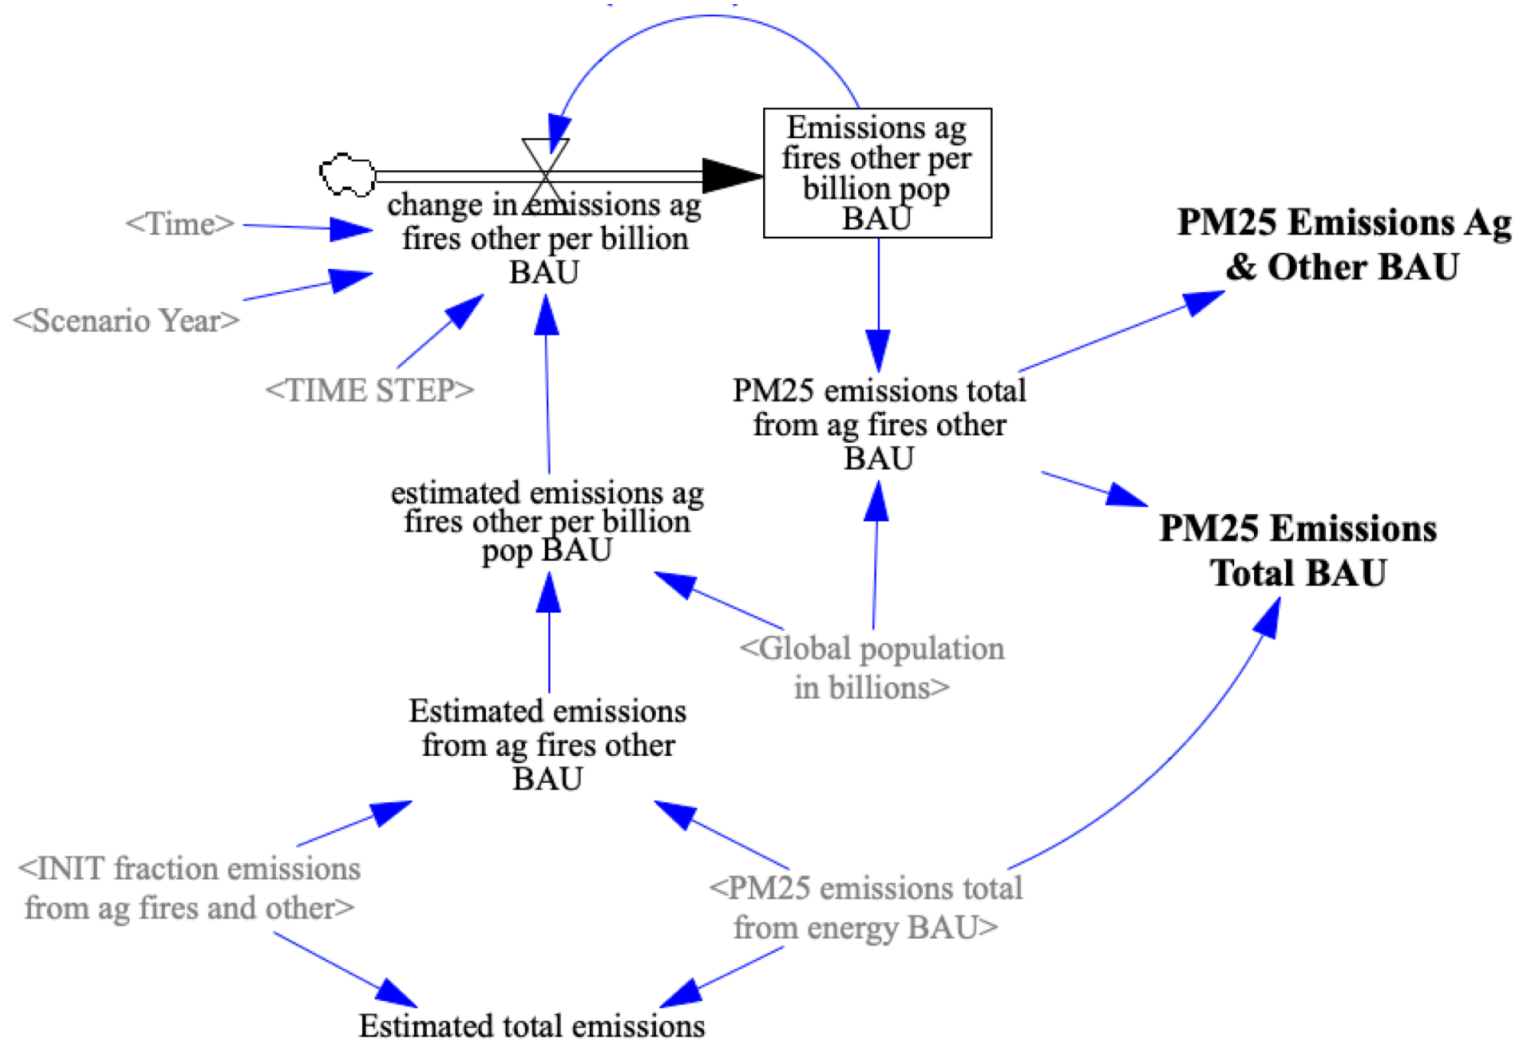 Emissions ag
fires other per
billion pop
BAU
change in emissions ag
fires other per billion
BAU
<Time>
<Scenario Year>
<TIME STEP>
PM25 Emissions Ag
& Other BAU
PM25 emissions total
from ag fires other
BAU
estimated emissions ag
fires other per billion
pop BAU
PM25 Emissions
Total BAU
<Global population
in billions>
Estimated emissions
from ag fires other
BAU
<INIT fraction emissions
from ag fires and other>
<PM25 emissions total
from energy BAU>
Estimated total emissions